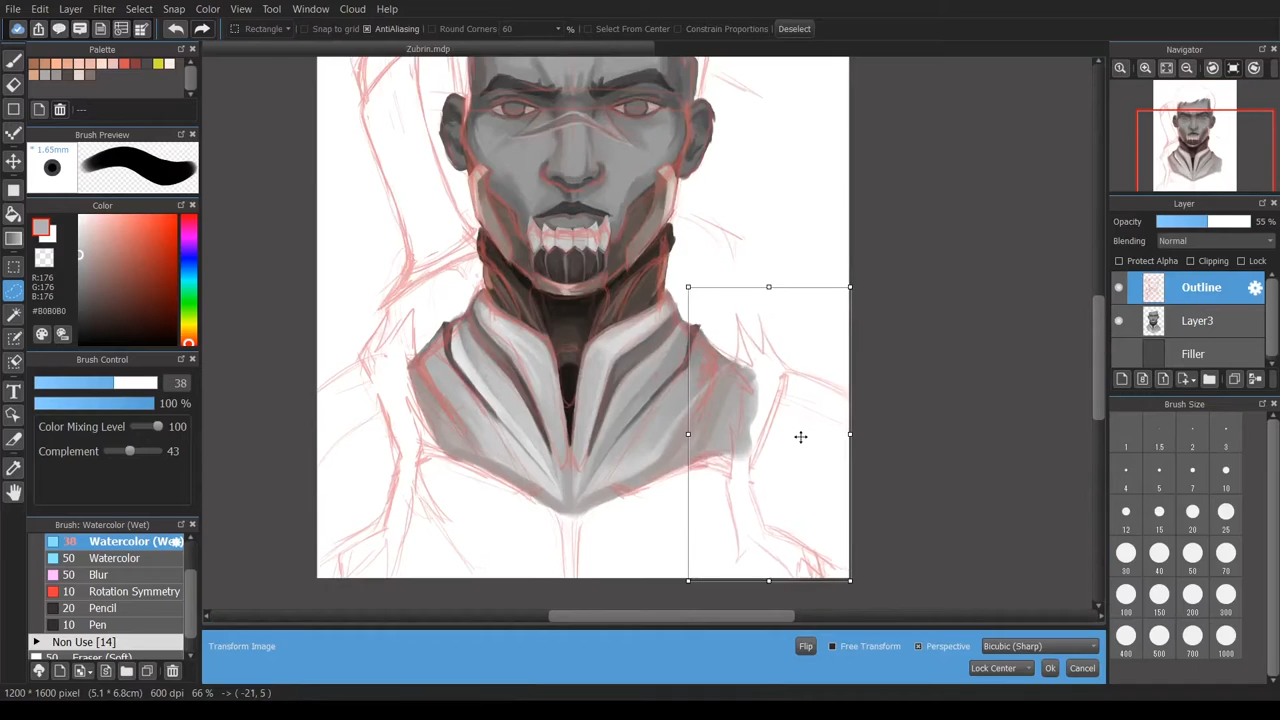 File Edit Layer Filter Select Snap Color View Tool Window Cloud Help
Rectangle Snap to grid AntiAliasing Round Corners 60 % Select From Center Constrain Proportions Deselect
Palette
Zubrin.mdp
Navigator
---
Brush Preview
* 1.65mm
Color
R:176
G:176
B:176
#B0B0B0
Layer
Opacity 55 %
Blending Normal
Protect Alpha Clipping Lock
Outline
Layer3
Filler
Brush Control
38
100 %
Color Mixing Level 100
Complement 43
Brush Size
1 1.5 2 3
4 5 7 10
12 15 20 25
30 40 50 70
100 150 200 300
400 500 700 1000
Brush: Watercolor (Wet)
38 Watercolor (Wet)
50 Watercolor
50 Blur
10 Rotation Symmetry
20 Pencil
10 Pen
Non Use [14]
50 Eraser (Soft)
Transform Image Flip Free Transform Perspective Bicubic (Sharp)
Lock Center Ok Cancel
1200 * 1600 pixel (5.1 * 6.8cm) 600 dpi 66 % -> ( -21, 5 )